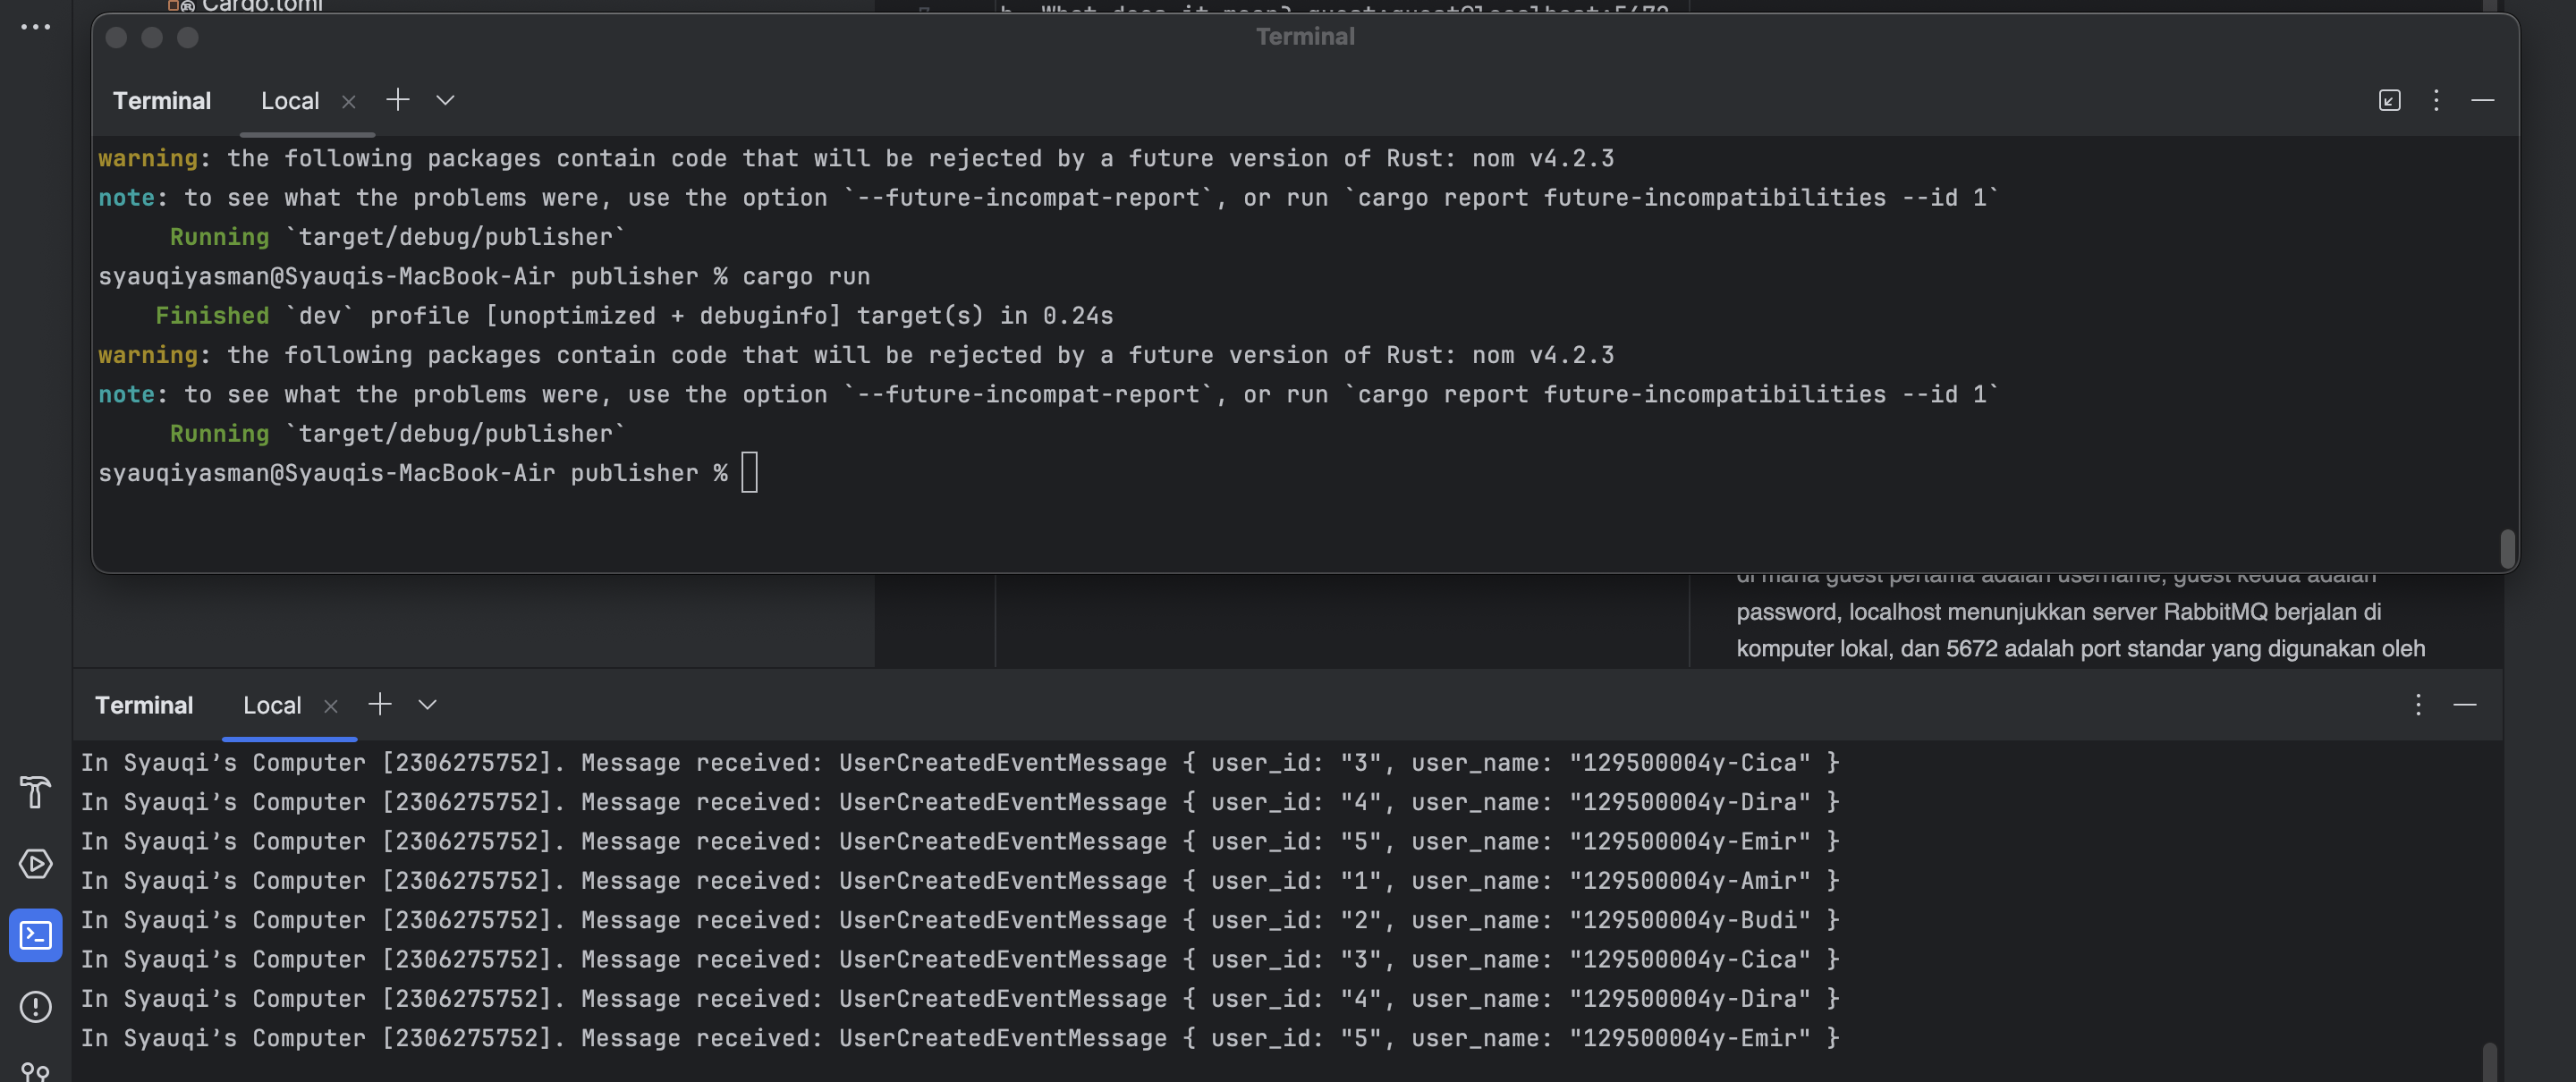 Cargo.toml
Terminal
Terminal Local
warning: the following packages contain code that will be rejected by a future version of Rust: nom v4.2.3
note: to see what the problems were, use the option `--future-incompat-report`, or run `cargo report future-incompatibilities --id 1`
Running `target/debug/publisher`
syauqiyasman@Syauqis-MacBook-Air publisher % cargo run
Finished `dev` profile [unoptimized + debuginfo] target(s) in 0.24s
warning: the following packages contain code that will be rejected by a future version of Rust: nom v4.2.3
note: to see what the problems were, use the option `--future-incompat-report`, or run `cargo report future-incompatibilities --id 1`
Running `target/debug/publisher`
syauqiyasman@Syauqis-MacBook-Air publisher %
di mana guest pertama adalah username, guest kedua adalah
password, localhost menunjukkan server RabbitMQ berjalan di
komputer lokal, dan 5672 adalah port standar yang digunakan oleh
Terminal Local
In Syauqi’s Computer [2306275752]. Message received: UserCreatedEventMessage { user_id: "3", user_name: "129500004y-Cica" }
In Syauqi’s Computer [2306275752]. Message received: UserCreatedEventMessage { user_id: "4", user_name: "129500004y-Dira" }
In Syauqi’s Computer [2306275752]. Message received: UserCreatedEventMessage { user_id: "5", user_name: "129500004y-Emir" }
In Syauqi’s Computer [2306275752]. Message received: UserCreatedEventMessage { user_id: "1", user_name: "129500004y-Amir" }
In Syauqi’s Computer [2306275752]. Message received: UserCreatedEventMessage { user_id: "2", user_name: "129500004y-Budi" }
In Syauqi’s Computer [2306275752]. Message received: UserCreatedEventMessage { user_id: "3", user_name: "129500004y-Cica" }
In Syauqi’s Computer [2306275752]. Message received: UserCreatedEventMessage { user_id: "4", user_name: "129500004y-Dira" }
In Syauqi’s Computer [2306275752]. Message received: UserCreatedEventMessage { user_id: "5", user_name: "129500004y-Emir" }